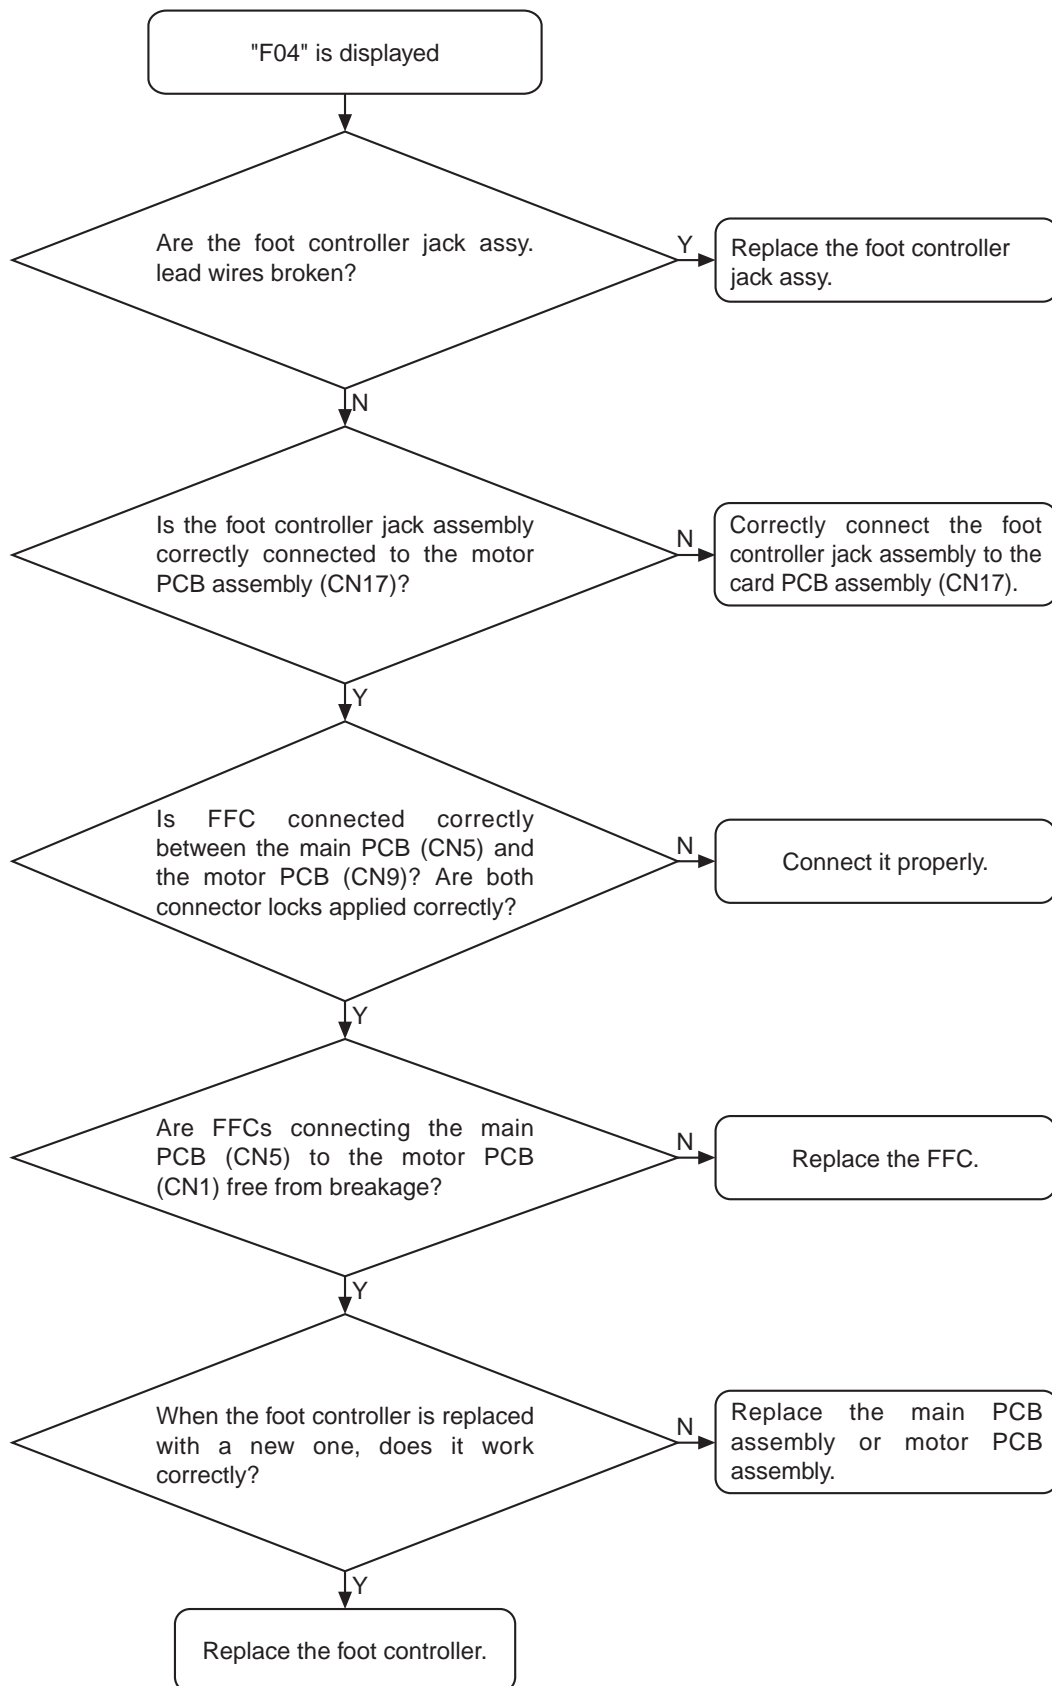 "F04" is displayed
Are the foot controller jack assy.
lead wires broken?
Y
Replace the foot controller
jack assy.
N
Is the foot controller jack assembly
correctly connected to the motor
PCB assembly (CN17)?
N
Correctly connect the foot
controller jack assembly to the
card PCB assembly (CN17).
Y
Is FFC connected correctly
between the main PCB (CN5) and
the motor PCB (CN9)? Are both
connector locks applied correctly?
N
Connect it properly.
Y
Are FFCs connecting the main
PCB (CN5) to the motor PCB
(CN1) free from breakage?
N
Replace the FFC.
Y
When the foot controller is replaced
with a new one, does it work
correctly?
N
Replace the main PCB
assembly or motor PCB
assembly.
Y
Replace the foot controller.